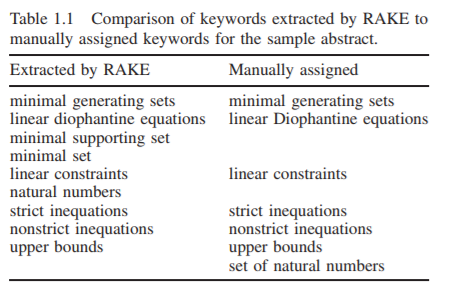 Table 1.1 Comparison of keywords extracted by RAKE to
manually assigned keywords for the sample abstract.
Extracted by RAKE Manually assigned
minimal generating sets minimal generating sets
linear diophantine equations linear Diophantine equations
minimal supporting set
minimal set
linear constraints linear constraints
natural numbers
strict inequations strict inequations
nonstrict inequations nonstrict inequations
upper bounds upper bounds
set of natural numbers